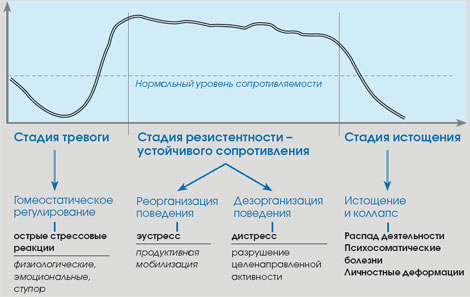 Нормальный уровень сопротивляемости
Стадия тревоги
Стадия резистентности –
устойчивого сопротивления
Стадия истощения
Гомеостатическое
регулирование
Реорганизация
поведения
Дезорганизация
поведения
Истощение
и коллапс
острые стрессовые
реакции
физиологические,
эмоциональные,
ступор
эустресс
продуктивная
мобилизация
дистресс
разрушение
целенаправленной
активности
Распад деятельности
Психосоматические
болезни
Личностные деформации